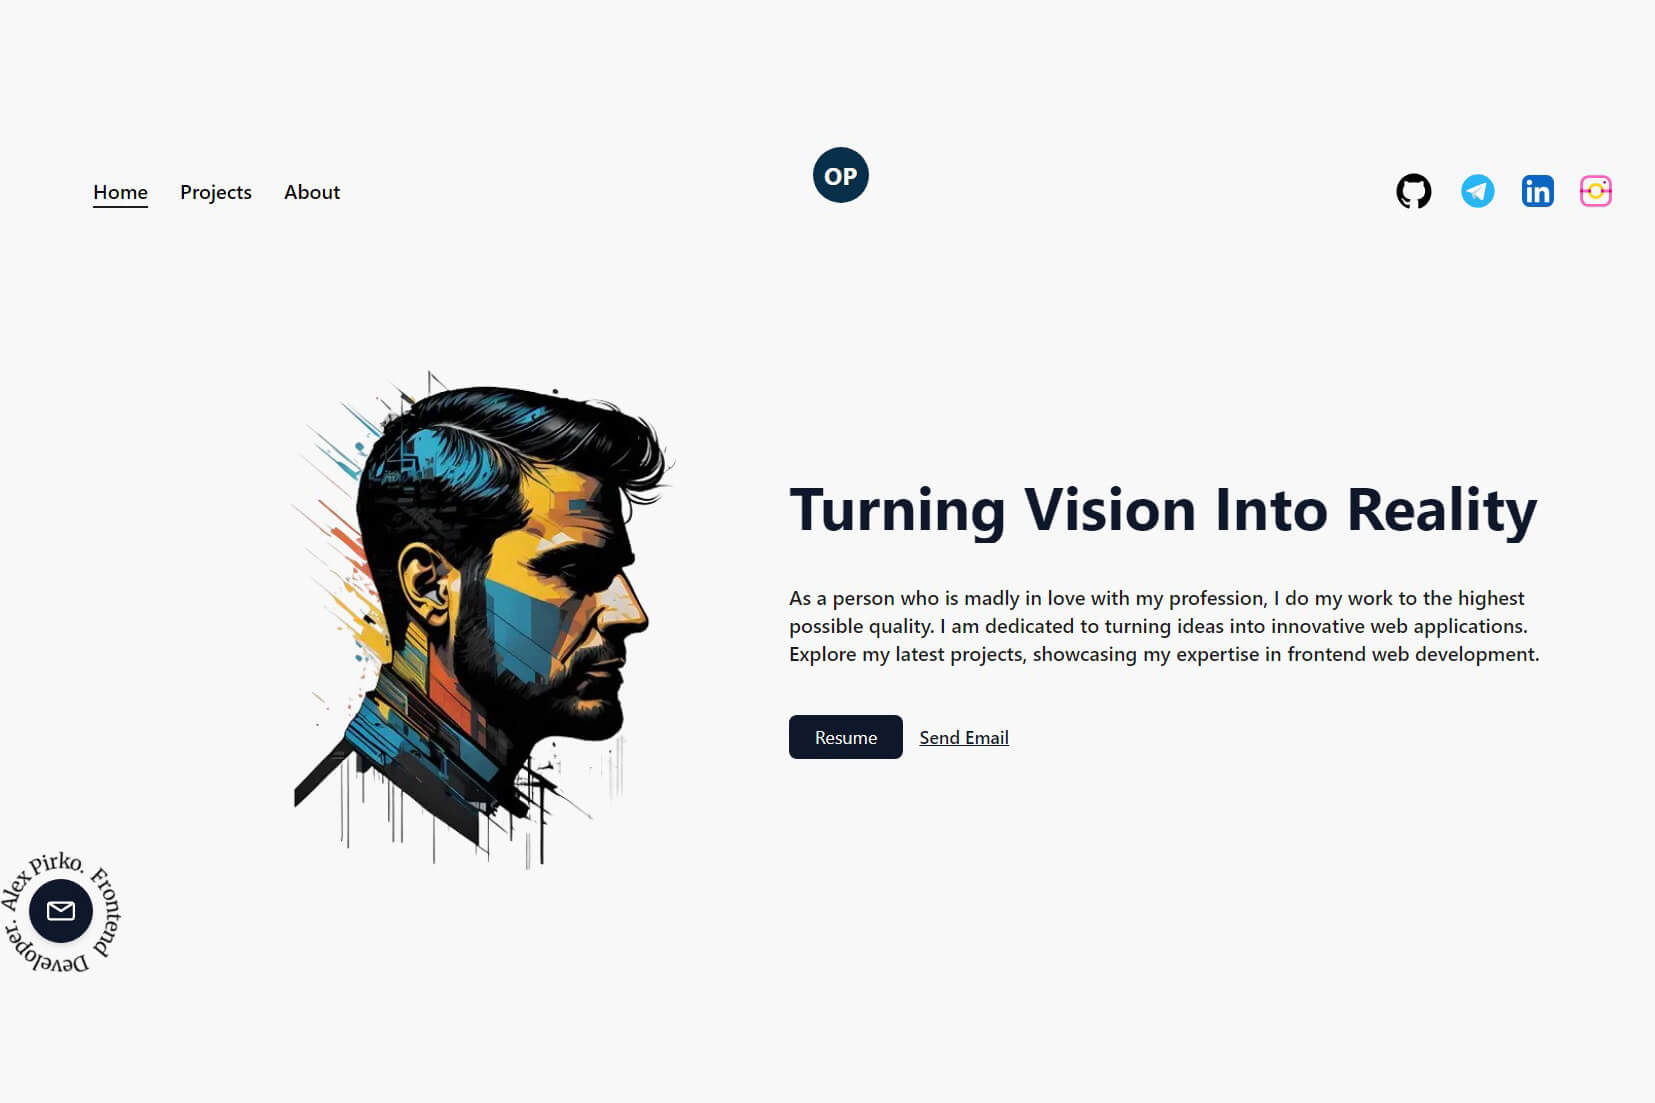 Home Projects About
OP
in
Turning Vision Into Reality
As a person who is madly in love with my profession, I do my work to the highest
possible quality. I am dedicated to turning ideas into innovative web applications.
Explore my latest projects, showcasing my expertise in frontend web development.
Resume Send Email
Alex Pirko. Frontend Developer.